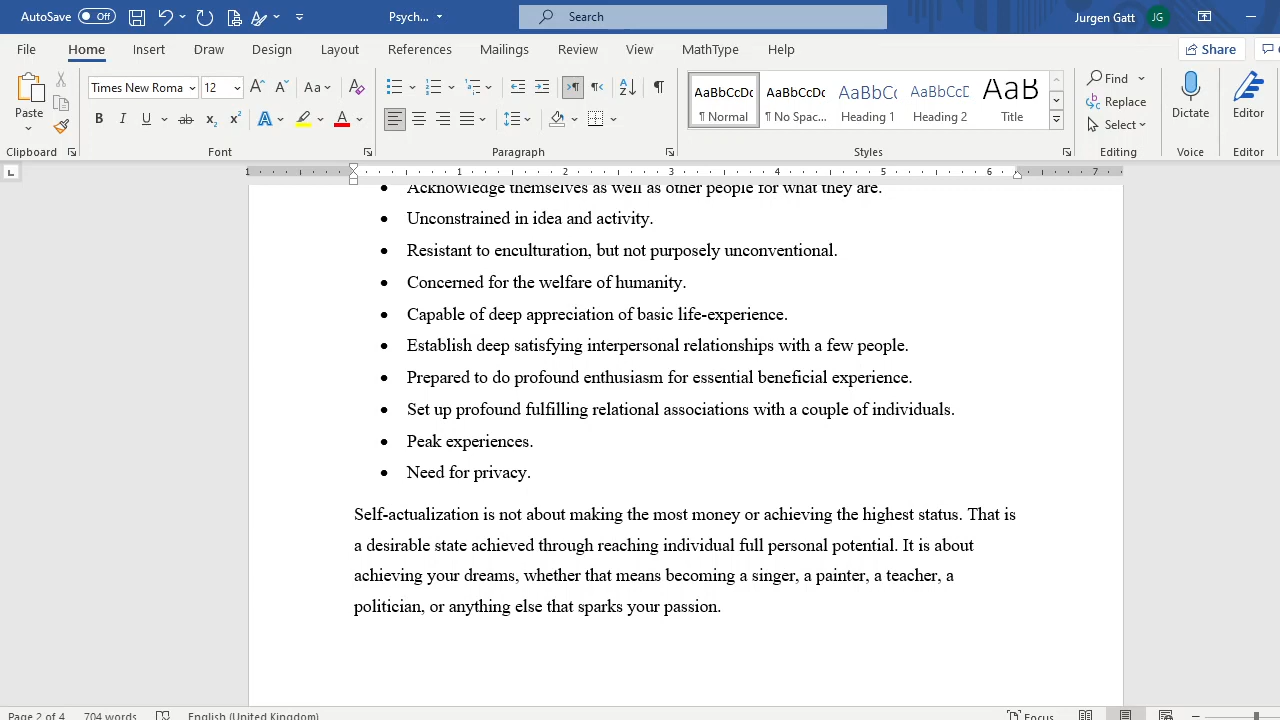 AutoSave Off Psych... Search Jurgen Gatt JG
File Home Insert Draw Design Layout References Mailings Review View MathType Help Share
Paste Times New Roma 12 AaBbCcDc AaBbCcDc AaBbCc AaBbCcD AaB Find Replace Select Dictate Editor
¶ Normal ¶ No Spac... Heading 1 Heading 2 Title
Clipboard Font Paragraph Styles Editing Voice Editor
1 1 2 3 4 5 6 7
• Acknowledge themselves as well as other people for what they are.
• Unconstrained in idea and activity.
• Resistant to enculturation, but not purposely unconventional.
• Concerned for the welfare of humanity.
• Capable of deep appreciation of basic life-experience.
• Establish deep satisfying interpersonal relationships with a few people.
• Prepared to do profound enthusiasm for essential beneficial experience.
• Set up profound fulfilling relational associations with a couple of individuals.
• Peak experiences.
• Need for privacy.
Self-actualization is not about making the most money or achieving the highest status. That is
a desirable state achieved through reaching individual full personal potential. It is about
achieving your dreams, whether that means becoming a singer, a painter, a teacher, a
politician, or anything else that sparks your passion.
Page 2 of 4 704 words English (United Kingdom) Focus